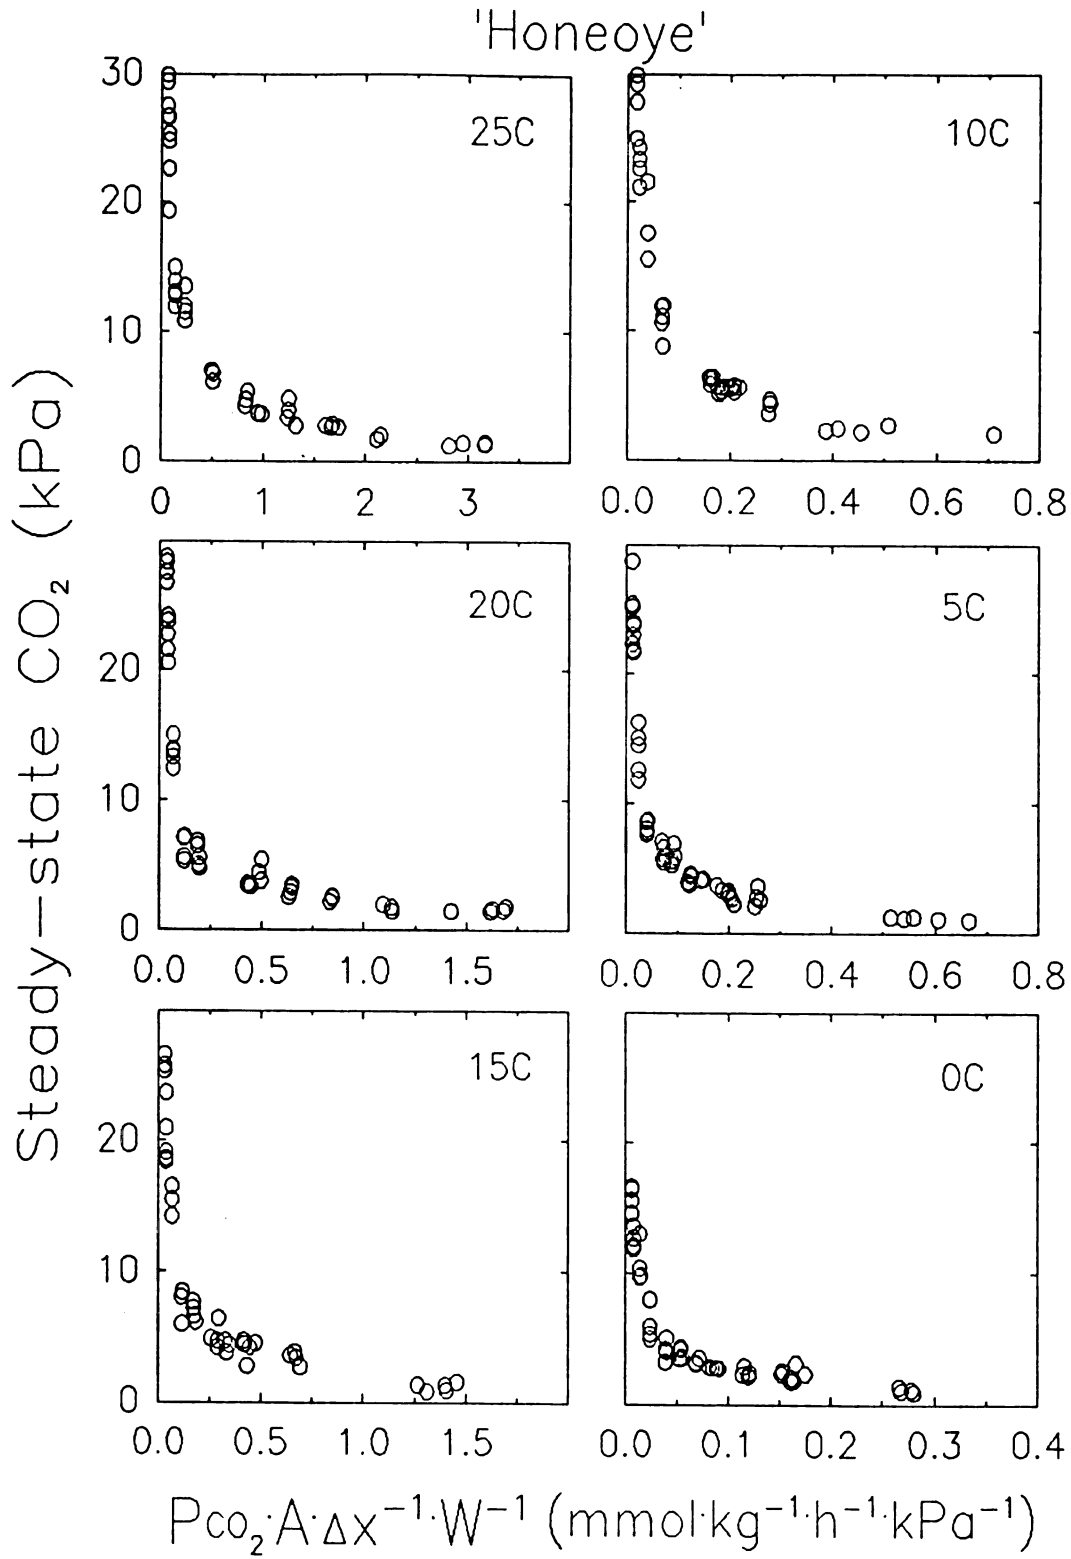 'Honeoye'
Steady-state CO₂ (kPa)
30
20
10
0
25C
0 1 2 3
10C
0.0 0.2 0.4 0.6 0.8
20
10
0
20C
0.0 0.5 1.0 1.5
5C
0.0 0.2 0.4 0.6 0.8
20
10
0
15C
0.0 0.5 1.0 1.5
0C
0.0 0.1 0.2 0.3 0.4
Pco₂·A·Δx⁻¹·W⁻¹ (mmol·kg⁻¹·h⁻¹·kPa⁻¹)